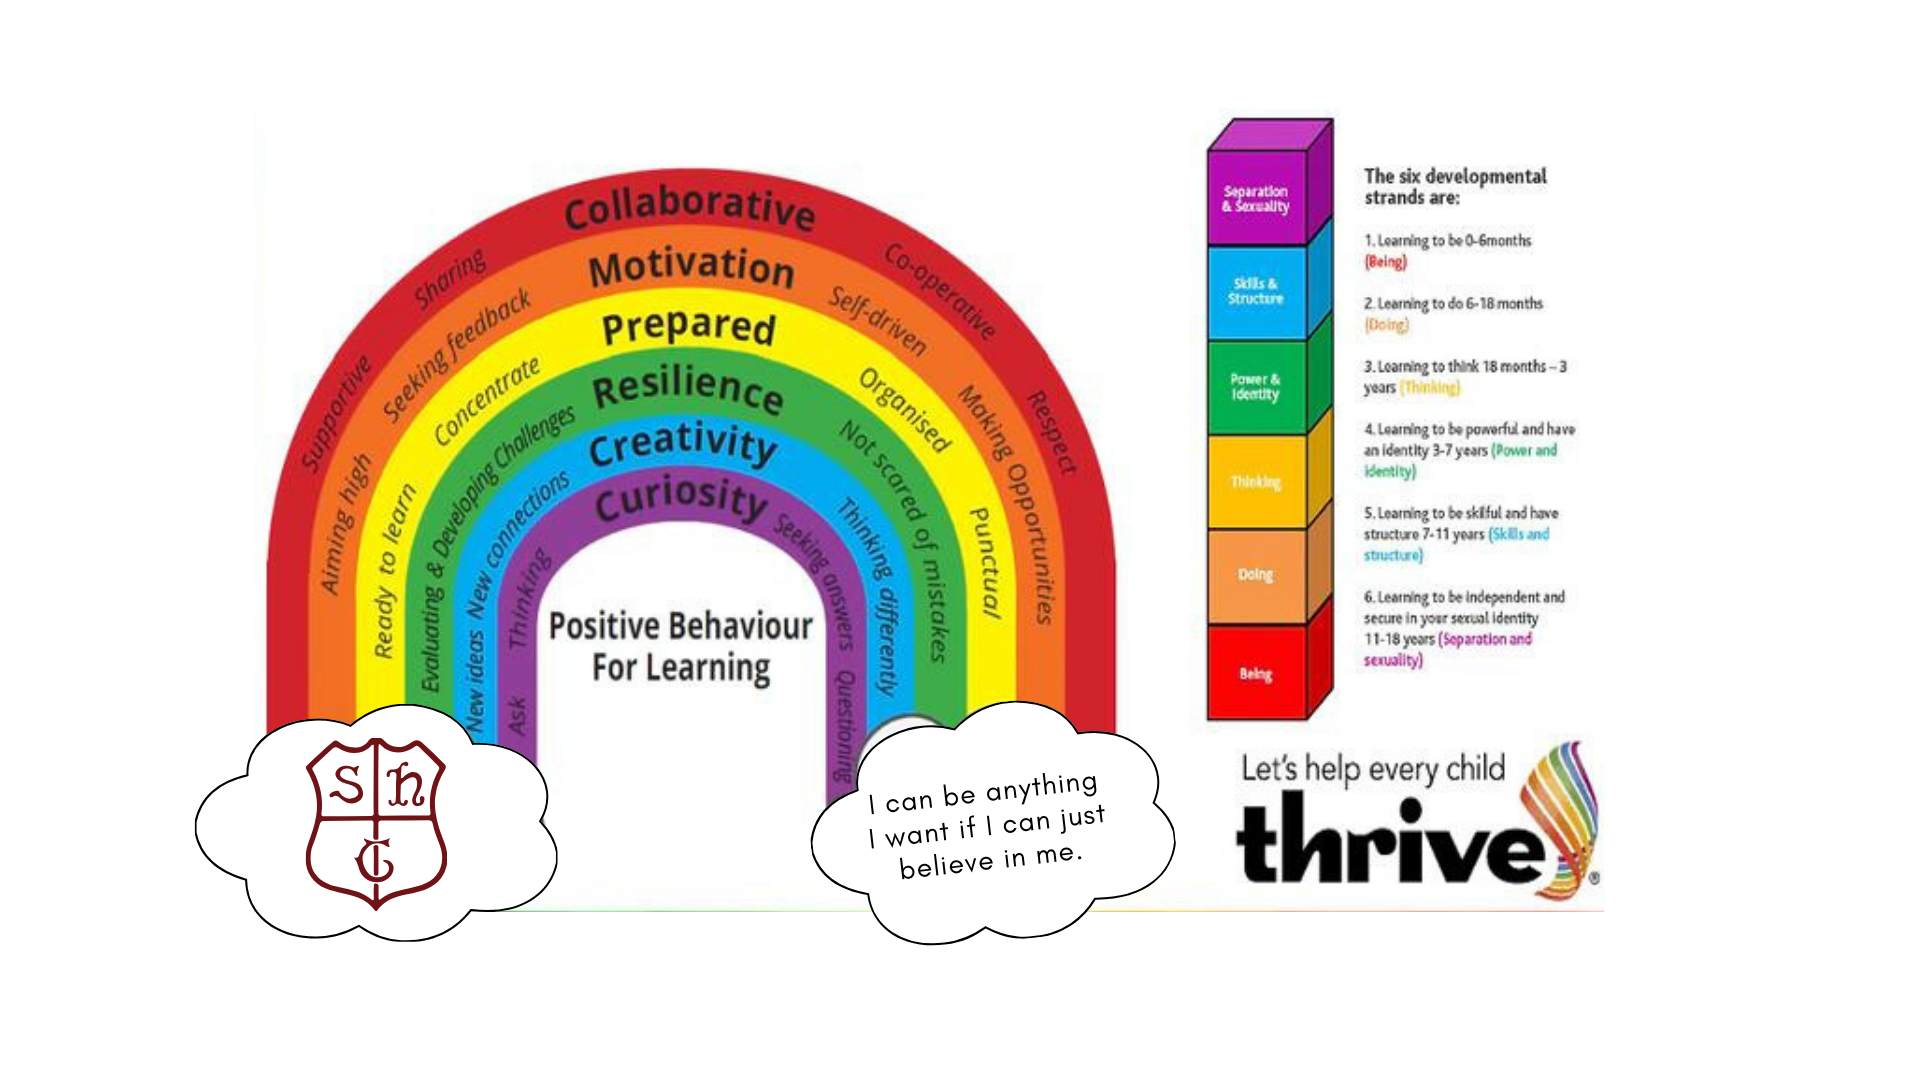 Collaborative
Supportive
Sharing
Co-operative
Respect
Motivation
Aiming high
Seeking feedback
Self-driven
Making Opportunities
Prepared
Ready to learn
Concentrate
Organised
Punctual
Resilience
Evaluating & Developing Challenges
Not scared of mistakes
Creativity
New ideas
New connections
Thinking differently
Curiosity
Ask
Thinking
Seeking answers
Questioning
Positive Behaviour
For Learning
S h
C
I can be anything
I want if I can just
believe in me.
Separation
& Sexuality
Skills &
Structure
Power &
Identity
Thinking
Doing
Being
The six developmental
strands are:
1. Learning to be 0-6months
(Being)
2. Learning to do 6-18 months
(Doing)
3. Learning to think 18 months – 3
years (Thinking)
4. Learning to be powerful and have
an identity 3-7 years (Power and
identity)
5. Learning to be skilful and have
structure 7-11 years (Skills and
structure)
6. Learning to be independent and
secure in your sexual identity
11-18 years (Separation and
sexuality)
Let's help every child
thrive®